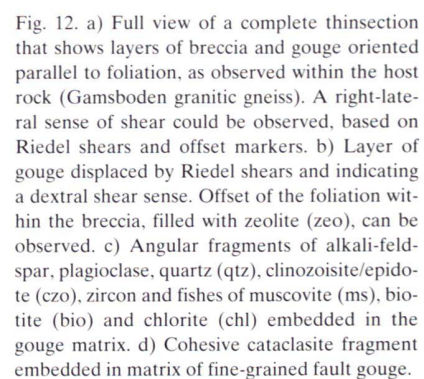 Fig. 12. a) Full view of a complete thinsection
that shows layers of breccia and gouge oriented
parallel to foliation, as observed within the host
rock (Gamsboden granitic gneiss). A right-late-
ral sense of shear could be observed, based on
Riedel shears and offset markers. b) Layer of
gouge displaced by Riedel shears and indicating
a dextral shear sense. Offset of the foliation wit-
hin the breccia, filled with zeolite (zeo), can be
observed. c) Angular fragments of alkali-feld-
spar, plagioclase, quartz (qtz), clinozoisite/epido-
te (czo), zircon and fishes of muscovite (ms), bio-
tite (bio) and chlorite (chl) embedded in the
gouge matrix. d) Cohesive cataclasite fragment
embedded in matrix of fine-grained fault gouge.